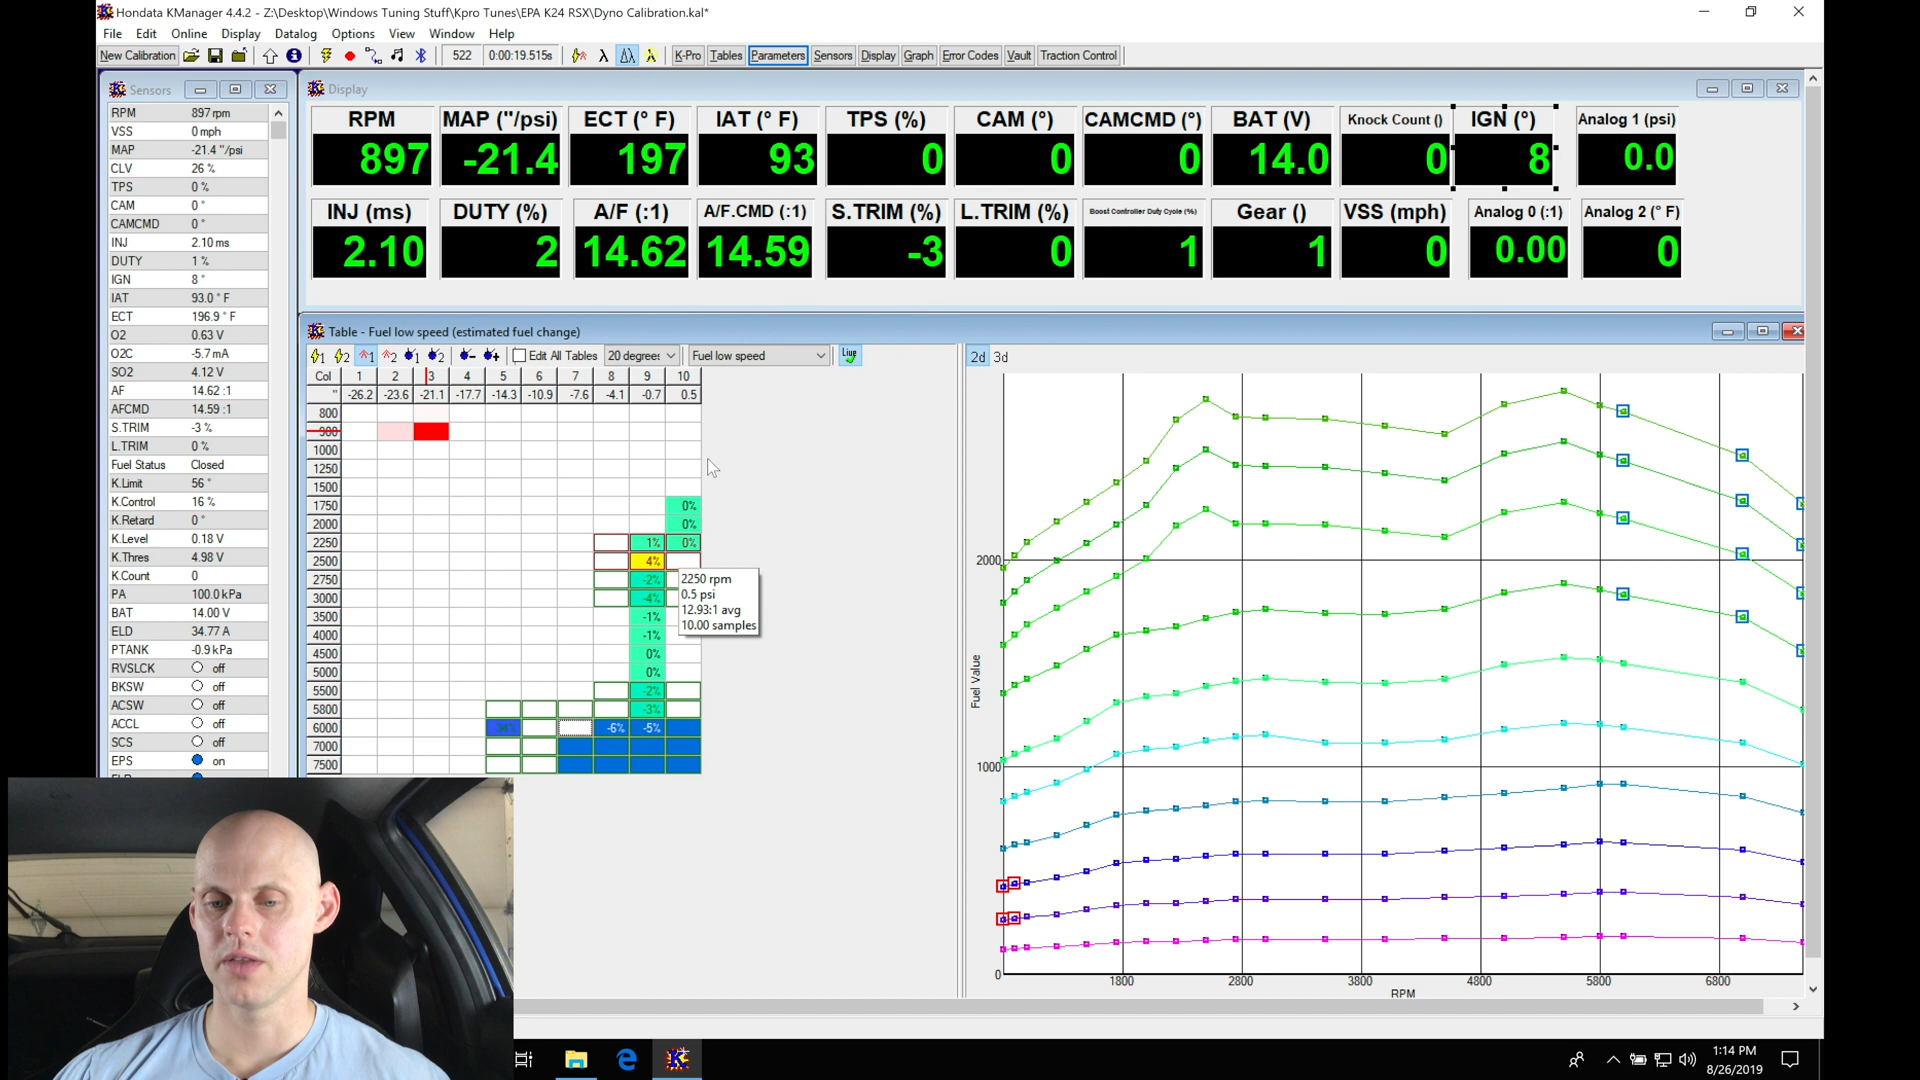 Hondata KManager 4.4.2 - Z:\Desktop\Windows Tuning Stuff\Kpro Tunes\EPA K24 RSX\Dyno Calibration.kal*
File Edit Online Display Datalog Options View Window Help
New Calibration 522 0:00:19.515s K-Pro Tables Parameters Sensors Display Graph Error Codes Vault Traction Control
Sensors
RPM 897 rpm
VSS 0 mph
MAP -21.4 "/psi
CLV 26 %
TPS 0 %
CAM 0 °
CAMCMD 0 °
INJ 2.10 ms
DUTY 1 %
IGN 8 °
IAT 93.0 ° F
ECT 196.9 ° F
O2 0.63 V
O2C -5.7 mA
SO2 4.12 V
AF 14.62 :1
AFCMD 14.59 :1
S.TRIM -3 %
L.TRIM 0 %
Fuel Status Closed
K.Limit 56 °
K.Control 16 %
K.Retard 0 °
K.Level 0.18 V
K.Thres 4.98 V
K.Count 0
PA 100.0 kPa
BAT 14.00 V
ELD 34.77 A
PTANK -0.9 kPa
RVSLCK off
BKSW off
ACSW off
ACCL off
SCS off
EPS on
Display
RPM MAP ("/psi) ECT (° F) IAT (° F) TPS (%) CAM (°) CAMCMD (°) BAT (V) Knock Count () IGN (°) Analog 1 (psi)
897 -21.4 197 93 0 0 0 14.0 0 8 0.0
INJ (ms) DUTY (%) A/F (:1) A/F.CMD (:1) S.TRIM (%) L.TRIM (%) Boost Controller Duty Cycle (%) Gear () VSS (mph) Analog 0 (:1) Analog 2 (° F)
2.10 2 14.62 14.59 -3 0 1 1 0 0.00 0
Table - Fuel low speed (estimated fuel change)
1 2 1 2 1 2 Edit All Tables 20 degrees Fuel low speed Live
Col 1 2 3 4 5 6 7 8 9 10
" -26.2 -23.6 -21.1 -17.7 -14.3 -10.9 -7.6 -4.1 -0.7 0.5
800
900
1000
1250
1500
1750 0%
2000 0%
2250 1% 0%
2500 4%
2750 -2%
3000 -4%
3500 -1%
4000 -1%
4500 0%
5000 0%
5500 -2%
5800 -3%
6000 -6% -5%
7000
7500
2250 rpm
0.5 psi
12.93:1 avg
10.00 samples
2d 3d
Fuel Value
2000
1000
0
1800 2800 3800 4800 5800 6800
RPM
1:14 PM
8/26/2019